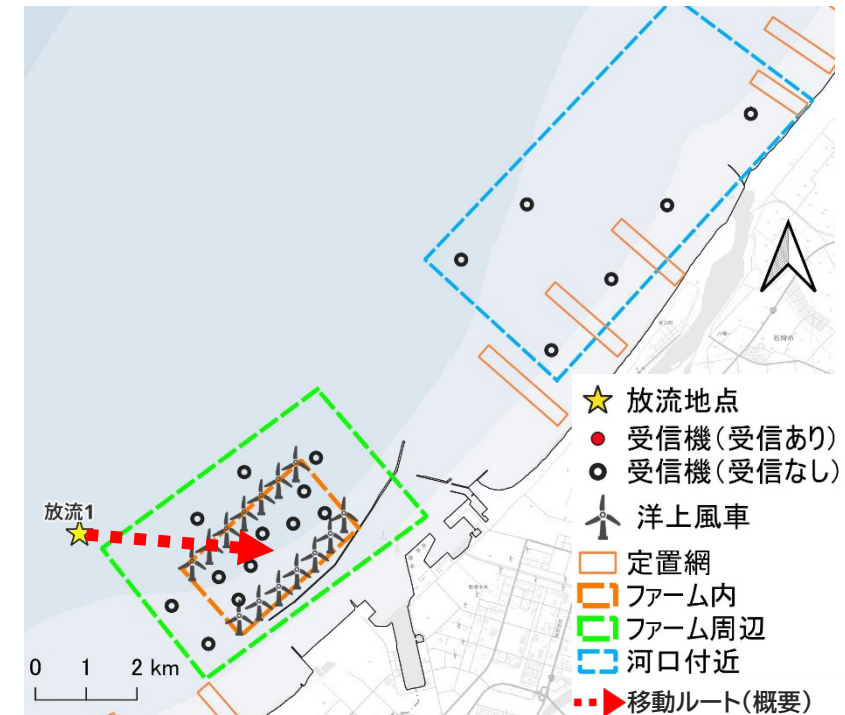 放流1
0 1 2 km
放流地点
受信機(受信あり)
受信機(受信なし)
洋上風車
定置網
ファーム内
ファーム周辺
河口付近
移動ルート(概要)